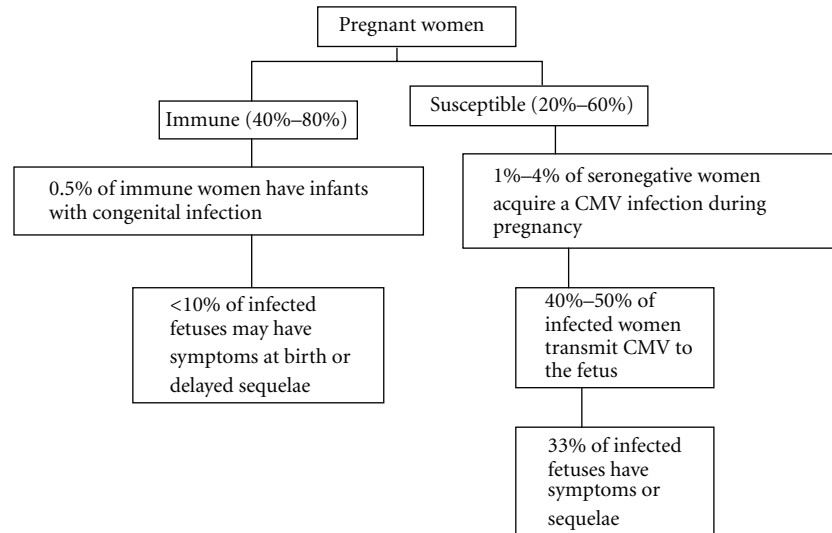 Pregnant women
Immune (40%–80%)
Susceptible (20%–60%)
0.5% of immune women have infants
with congenital infection
1%–4% of seronegative women
acquire a CMV infection during
pregnancy
<10% of infected
fetuses may have
symptoms at birth or
delayed sequelae
40%–50% of
infected women
transmit CMV to
the fetus
33% of infected
fetuses have
symptoms or
sequelae